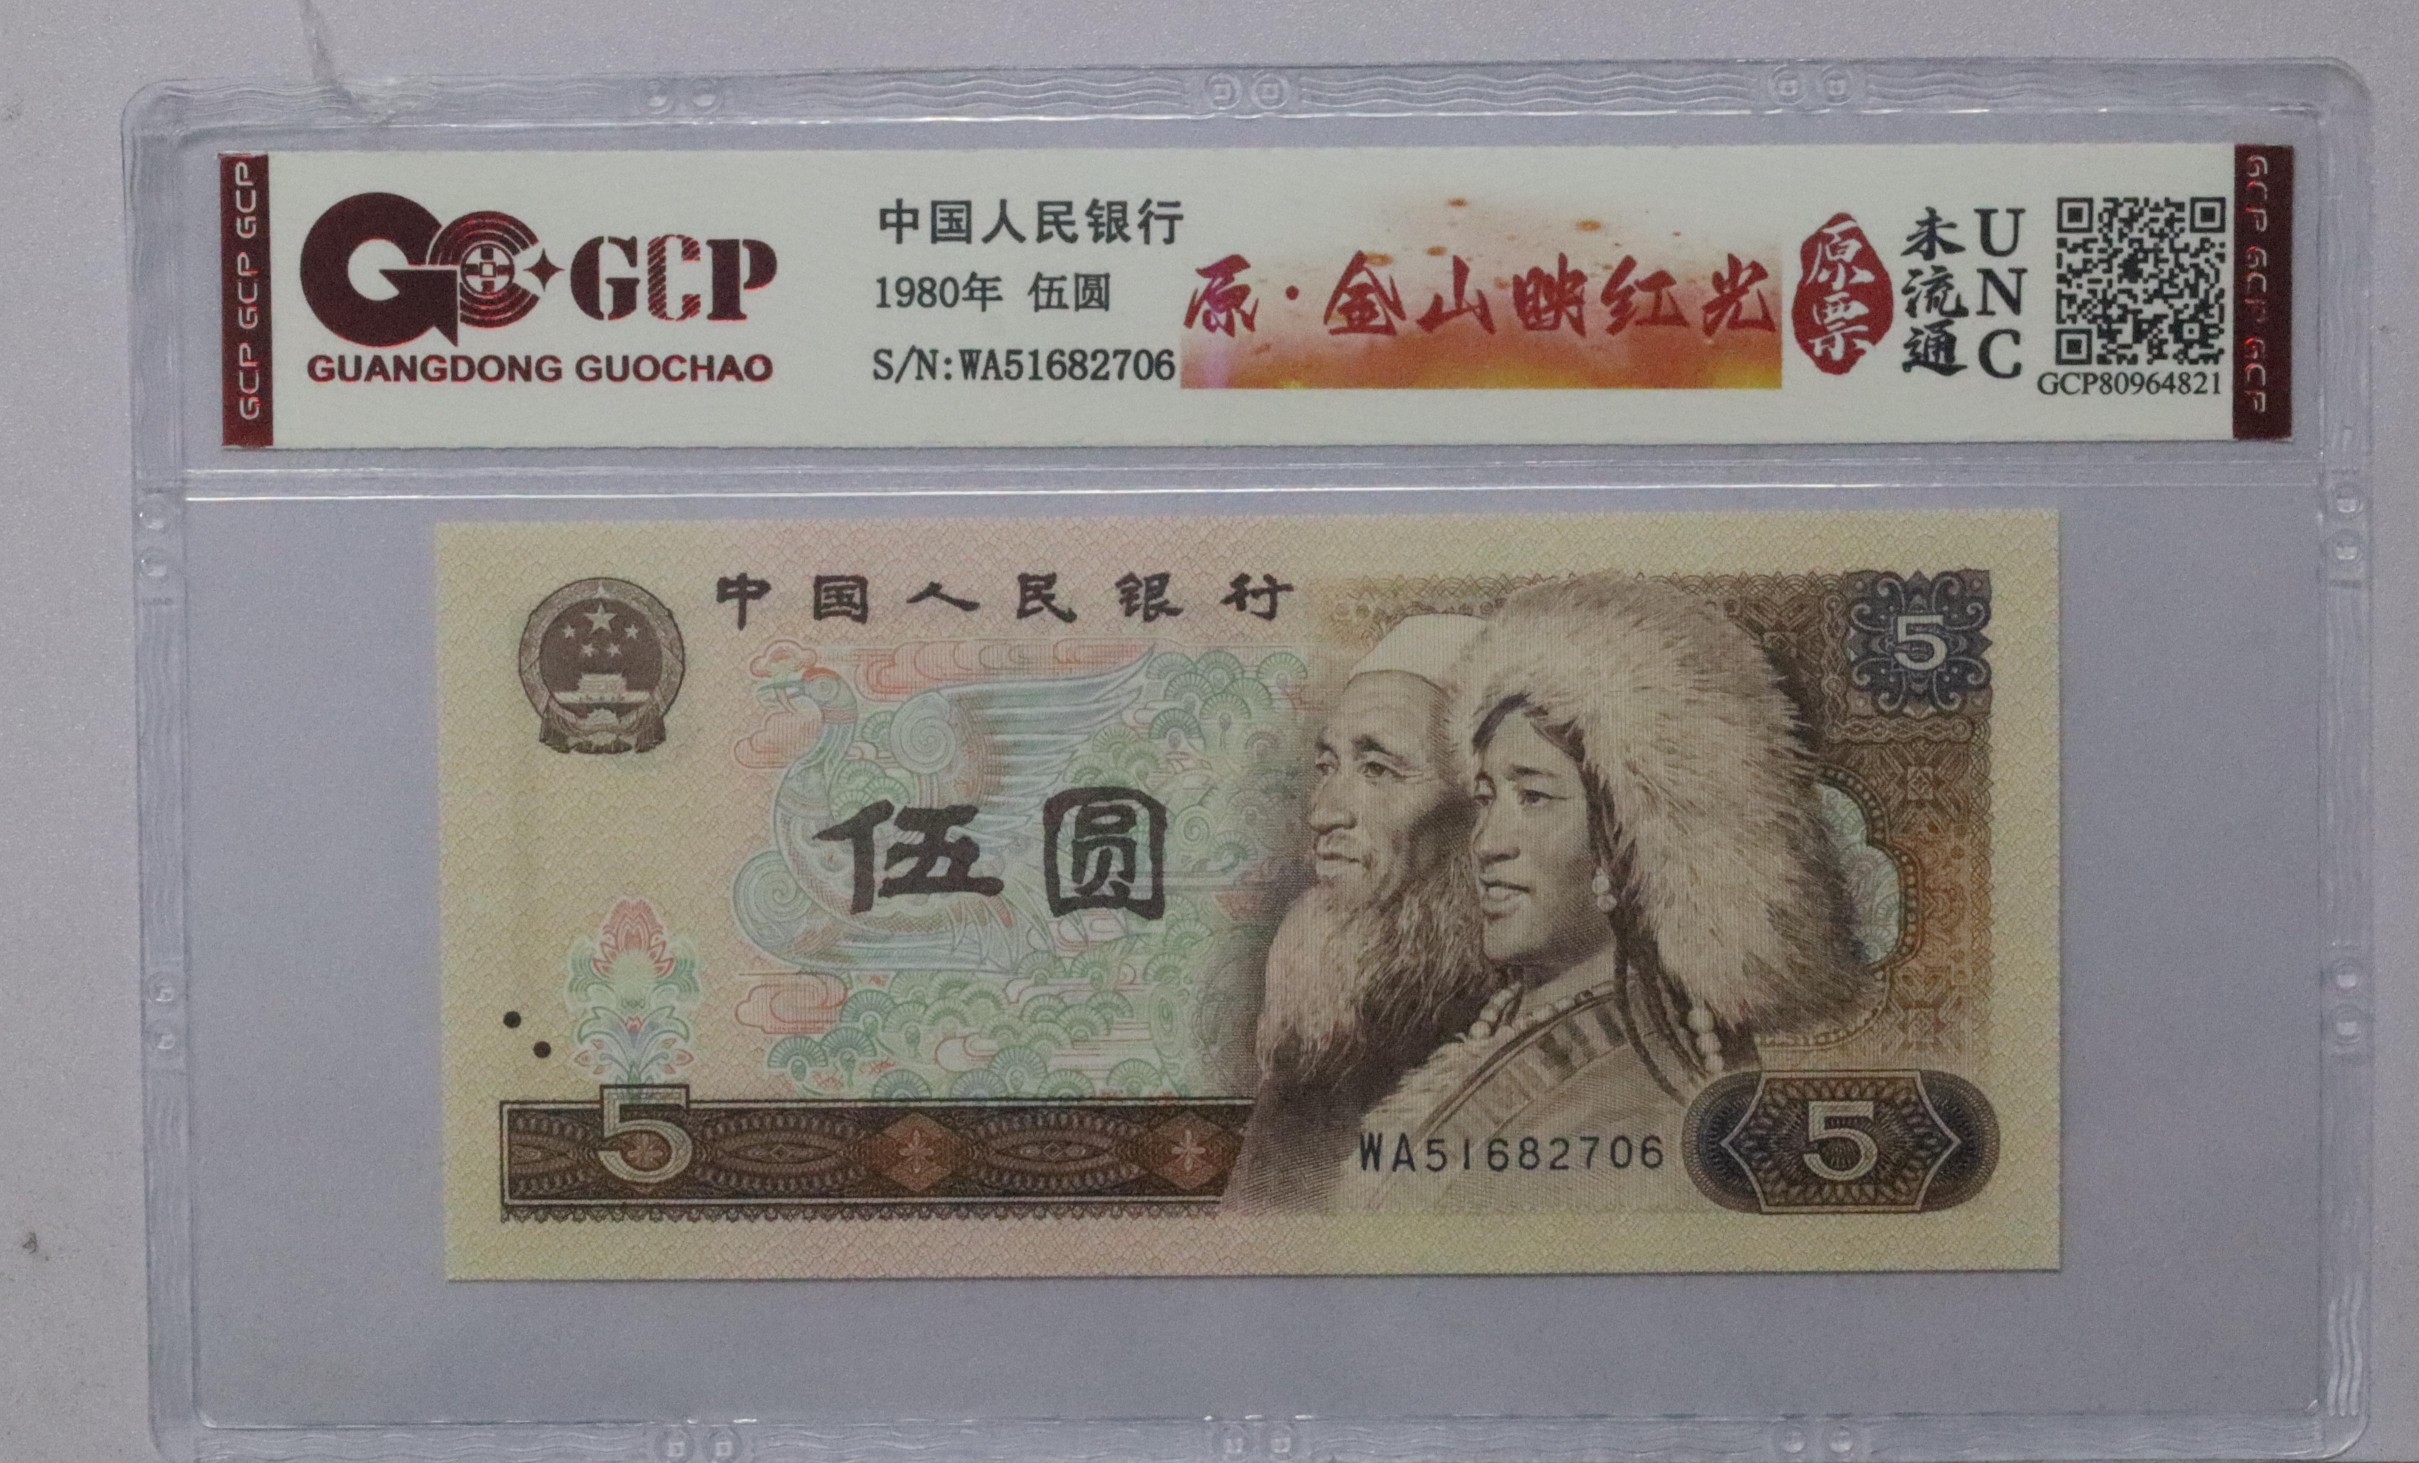 GCP GCP GCP
GCP
GUANGDONG GUOCHAO
中国人民银行
1980年 伍圆
S/N:WA51682706
原·金山映红光
原票
未流通
UNC
GCP80964821
GCP GCP GCP
中国人民银行
5
伍圆
5
WA51682706
5